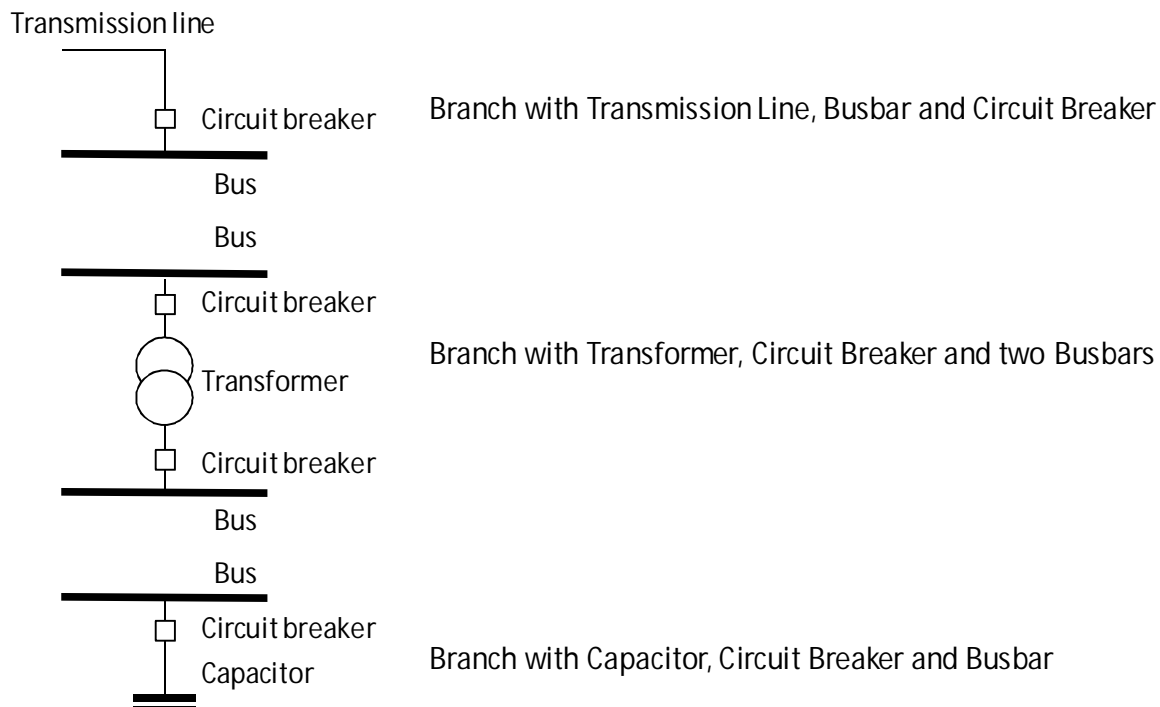 Transmission line
Circuit breaker
Branch with Transmission Line, Busbar and Circuit Breaker
Bus
Bus
Circuit breaker
Branch with Transformer, Circuit Breaker and two Busbars
Transformer
Circuit breaker
Bus
Bus
Circuit breaker
Branch with Capacitor, Circuit Breaker and Busbar
Capacitor